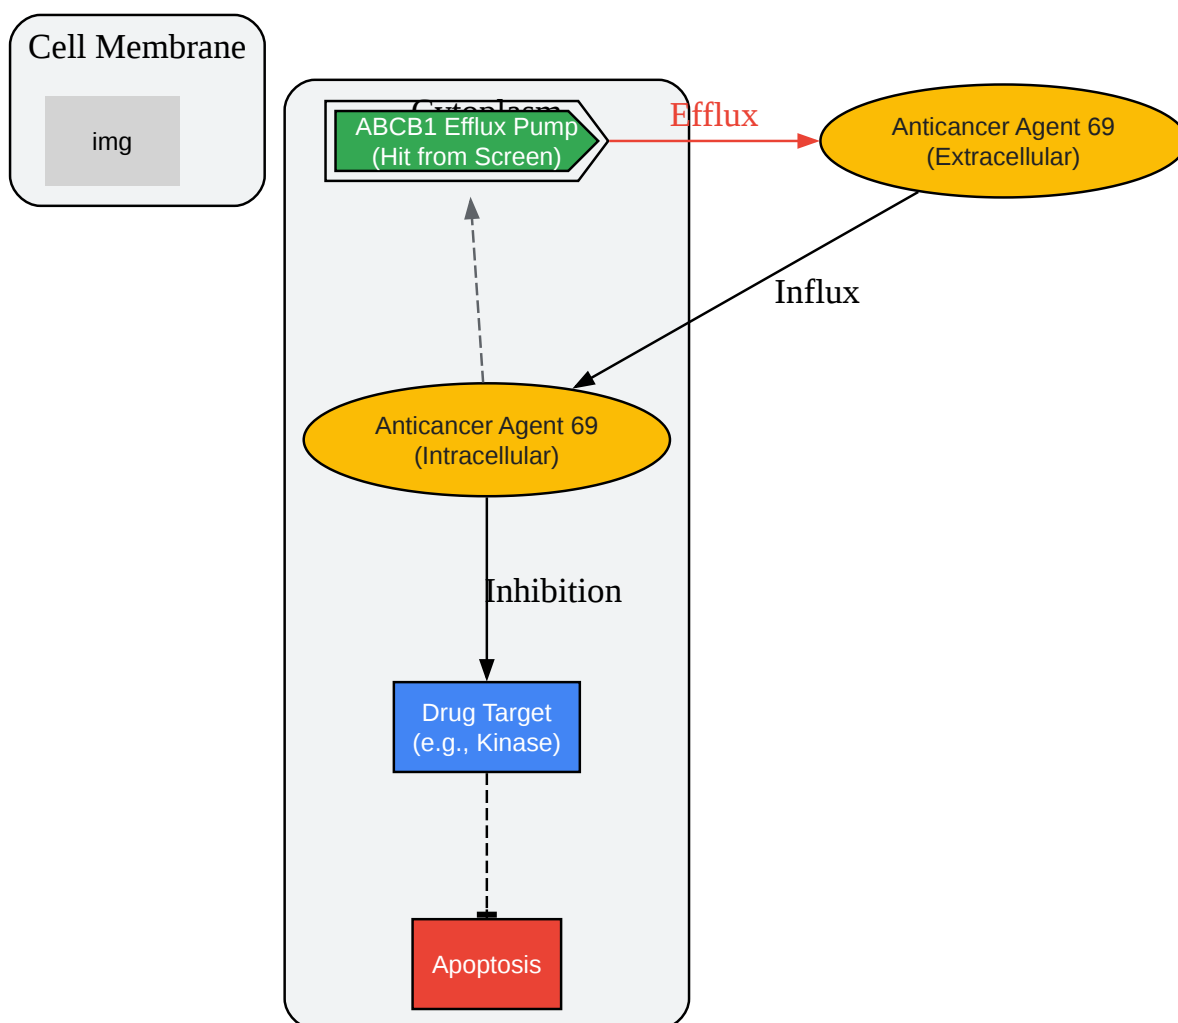 Cell Membrane
img
Cytoplasm
ABCB1 Efflux Pump
(Hit from Screen)
Efflux
Anticancer Agent 69
(Extracellular)
Influx
Anticancer Agent 69
(Intracellular)
Inhibition
Drug Target
(e.g., Kinase)
Apoptosis